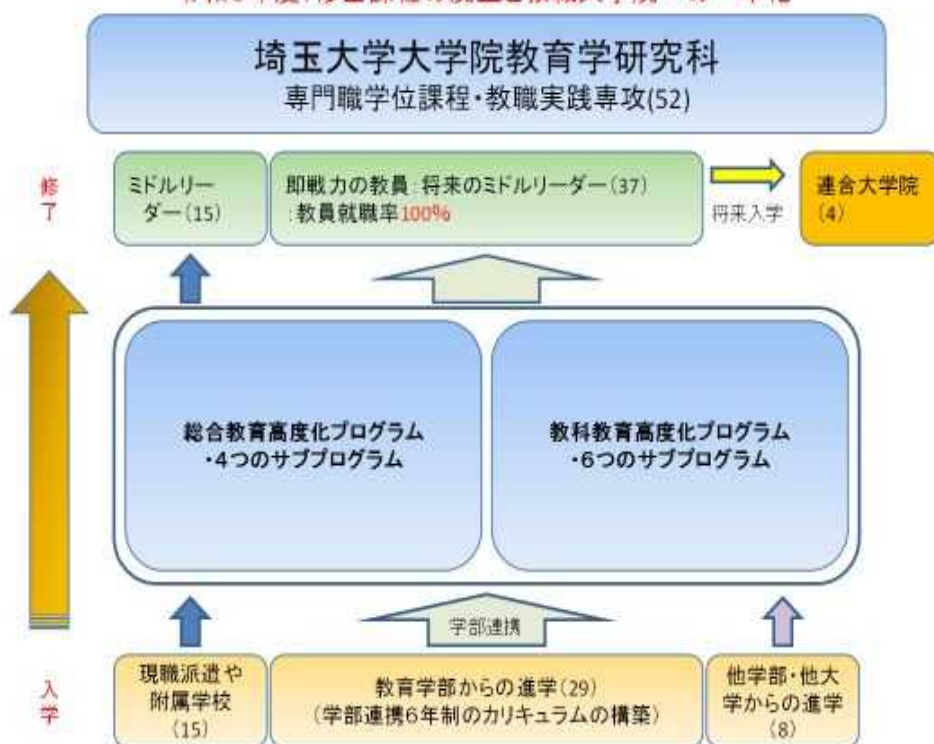 埼玉大学大学院教育学研究科
専門職学位課程・教職実践専攻(52)
修了
ミドルリー
ダー(15)
即戦力の教員：将来のミドルリーダー(37)
：教員就職率100%
将来入学
連合大学院
(4)
総合教育高度化プログラム
・4つのサブプログラム
教科教育高度化プログラム
・6つのサブプログラム
学部連携
入学
現職派遣や
附属学校
(15)
教育学部からの進学(29)
(学部連携6年制のカリキュラムの構築)
他学部・他大
学からの進学
(8)